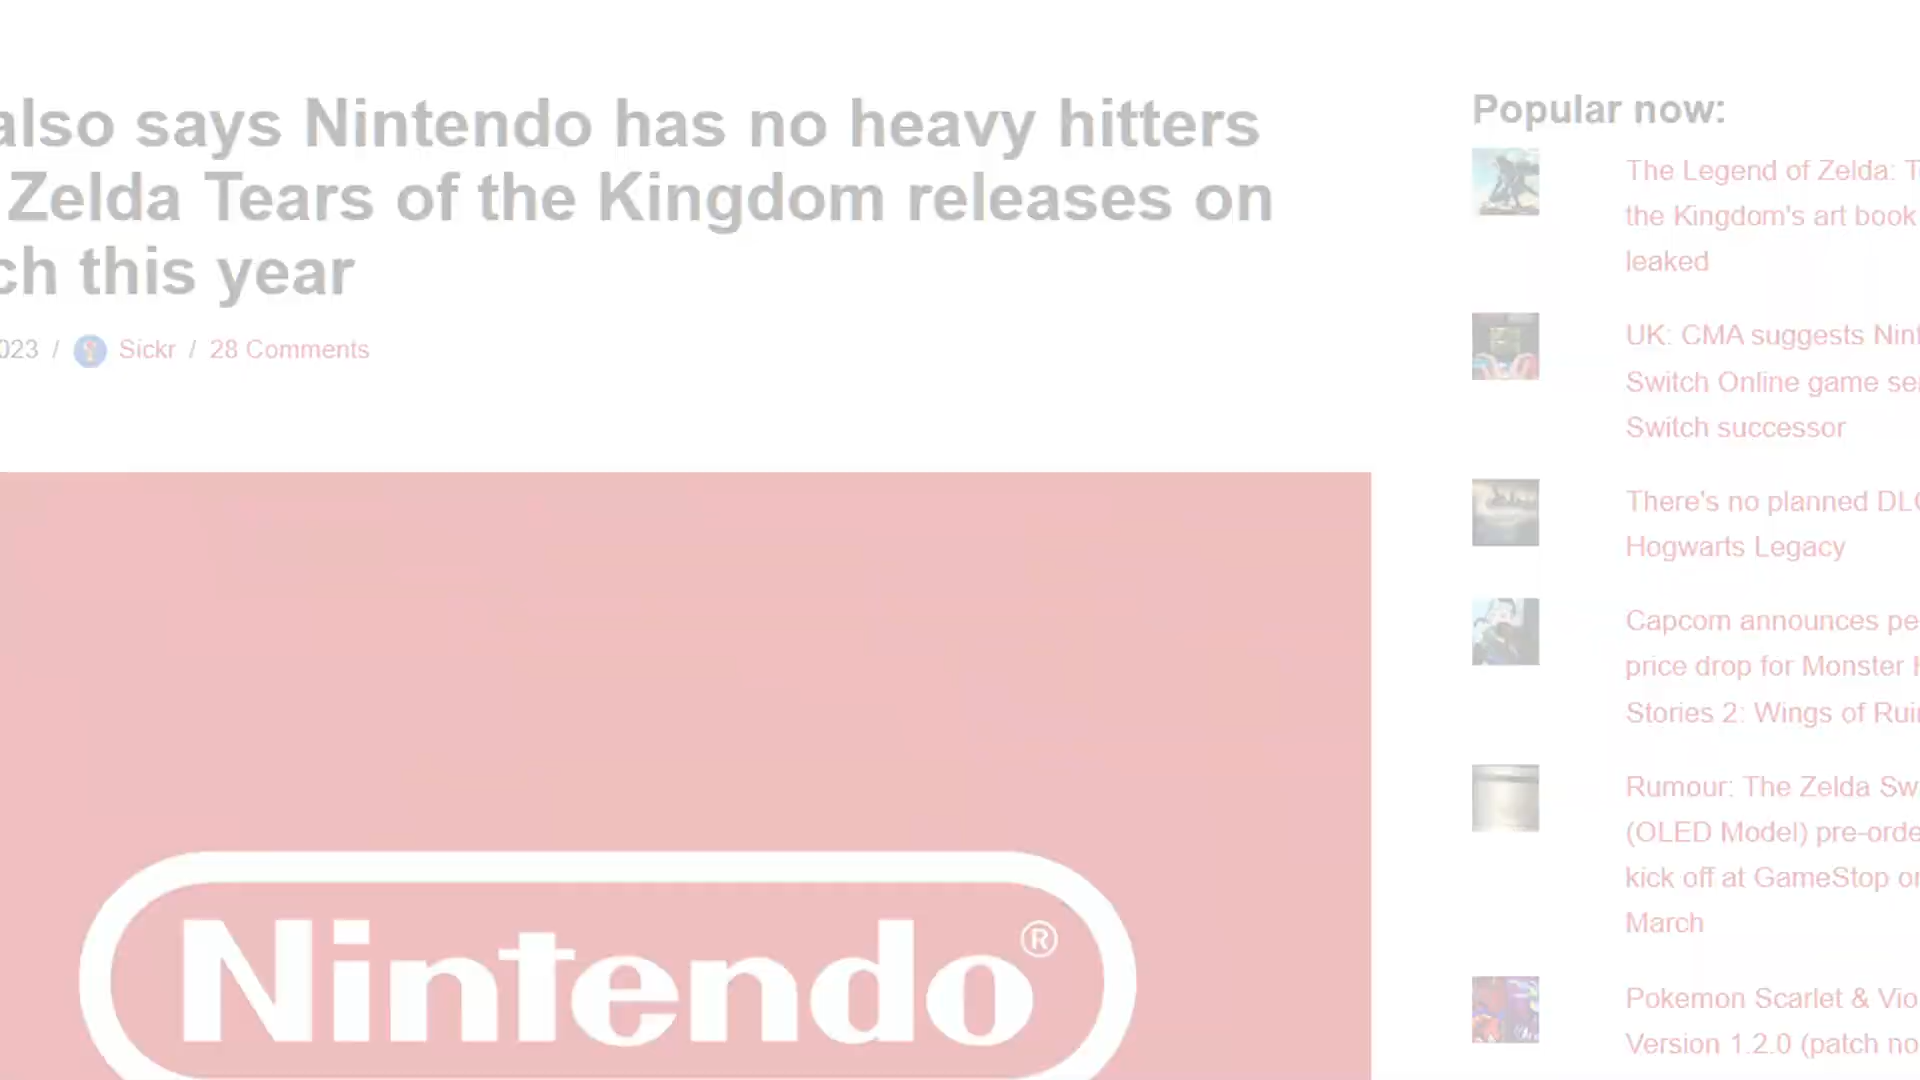 also says Nintendo has no heavy hitters
Zelda Tears of the Kingdom releases on
ch this year
023 / Sickr / 28 Comments
Nintendo®
Popular now:
The Legend of Zelda: T
the Kingdom's art book
leaked
UK: CMA suggests Nin
Switch Online game se
Switch successor
There's no planned DLC
Hogwarts Legacy
Capcom announces pe
price drop for Monster H
Stories 2: Wings of Rui
Rumour: The Zelda Sw
(OLED Model) pre-orde
kick off at GameStop on
March
Pokemon Scarlet & Vio
Version 1.2.0 (patch no